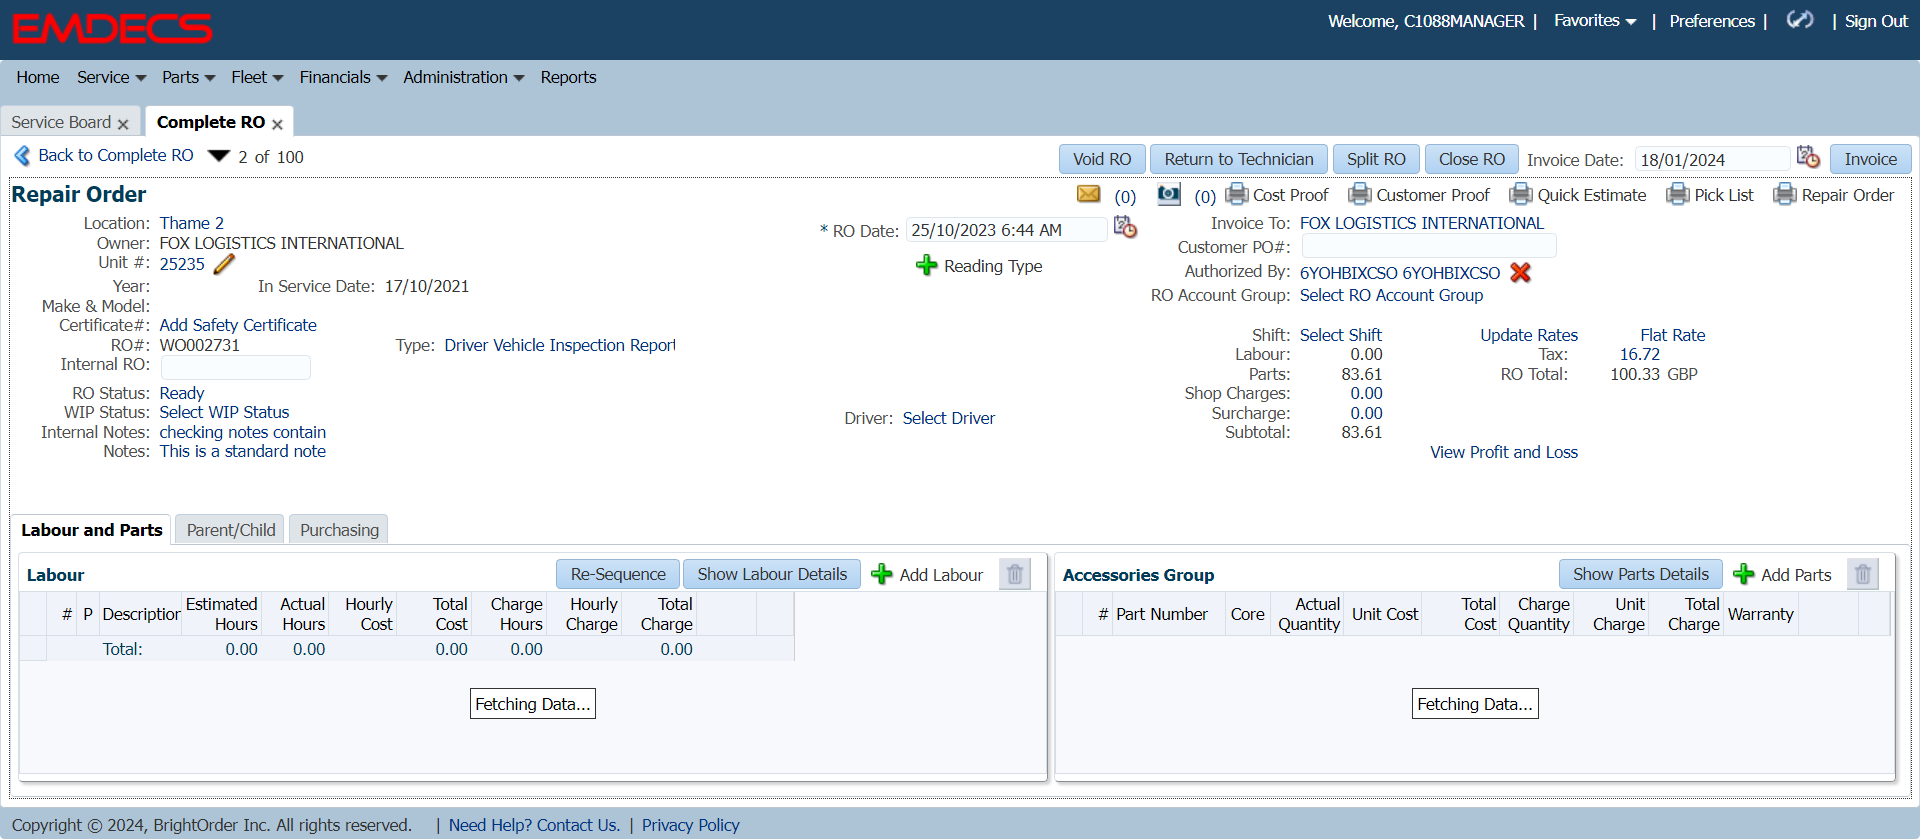 EMDECS
Welcome, C1088MANAGER | Favorites | Preferences | | Sign Out
Home Service Parts Fleet Financials Administration Reports
Service Board Complete RO
Back to Complete RO 2 of 100 Void RO Return to Technician Split RO Close RO Invoice Date: 18/01/2024 Invoice
Repair Order (0) (0) Cost Proof Customer Proof Quick Estimate Pick List Repair Order
Location: Thame 2 Invoice To: FOX LOGISTICS INTERNATIONAL
Owner: FOX LOGISTICS INTERNATIONAL * RO Date: 25/10/2023 6:44 AM Customer PO#:
Unit #: 25235 Reading Type Authorized By: 6YOHBIXCSO 6YOHBIXCSO
Year: In Service Date: 17/10/2021 RO Account Group: Select RO Account Group
Make & Model:
Certificate#: Add Safety Certificate Shift: Select Shift Update Rates Flat Rate
RO#: WO002731 Type: Driver Vehicle Inspection Report Labour: 0.00 Tax: 16.72
Internal RO: Parts: 83.61 RO Total: 100.33 GBP
RO Status: Ready Shop Charges: 0.00
WIP Status: Select WIP Status Driver: Select Driver Surcharge: 0.00
Internal Notes: checking notes contain Subtotal: 83.61
Notes: This is a standard note View Profit and Loss
Labour and Parts Parent/Child Purchasing
Labour Re-Sequence Show Labour Details Add Labour
# P Description Estimated Hours Actual Hours Hourly Cost Total Cost Charge Hours Hourly Charge Total Charge
Total: 0.00 0.00 0.00 0.00 0.00
Fetching Data...
Accessories Group Show Parts Details Add Parts
# Part Number Core Actual Quantity Unit Cost Total Cost Charge Quantity Unit Charge Total Charge Warranty
Fetching Data...
Copyright © 2024, BrightOrder Inc. All rights reserved. | Need Help? Contact Us. | Privacy Policy